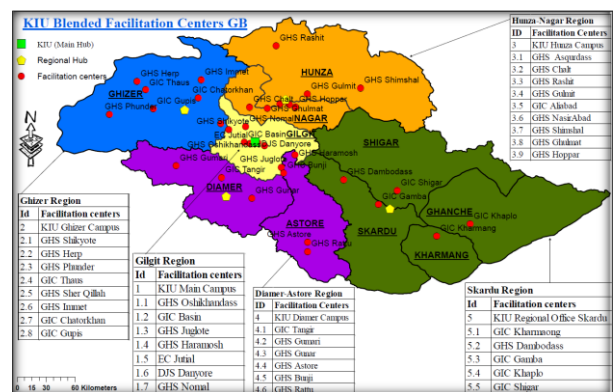 KIU Blended Facilitation Centers GB
KIU (Main Hub)
Regional Hub
Facilitation centers
N
GHS Rashit
HUNZA
GHS Gulmit
GHS Shimshal
GHS Chalt
GHS Hopper
GHS Ghulmat
NAGAR
GHS Herp
GIC Thaus
GHS Immet
GIC Chatorkhan
GHIZER
GIC Gupis
GHS Phunder
GHS Shikyote
GHS Nomal
GILGIT
GIC Basin
EC Jutial
GHS Oshikhandass
DJS Danyore
GHS Haramosh
GHS Juglote
GHS Bunji
GHS Gumari
GIC Tangir
DIAMER
GHS Gunar
ASTORE
GHS Astore
GHS Rattu
SHIGAR
GHS Dambodass
GIC Shigar
GIC Gamba
SKARDU
GHANCHE
GIC Khaplo
GIC Kharmong
KHARMANG
Hunza-Nagar Region
ID Facilitation Centers
3 KIU Hunza Campus
3.1 GHS Asqurdass
3.2 GHS Chalt
3.3 GHS Rashit
3.4 GHS Gulmit
3.5 GIC Aliabad
3.6 GHS NasirAbad
3.7 GHS Shimshal
3.8 GHS Ghulmat
3.9 GHS Hoppar
Ghizer Region
Id Facilitation centers
2 KIU Ghizer Campus
2.1 GHS Shikyote
2.2 GHS Herp
2.3 GHS Phunder
2.4 GIC Thaus
2.5 GHS Sher Qillah
2.6 GHS Immet
2.7 GIC Chatorkhan
2.8 GIC Gupis
Gilgit Region
Id Facilitation centers
1 KIU Main Campus
1.1 GHS Oshikhandass
1.2 GIC Basin
1.3 GHS Juglote
1.4 GHS Haramosh
1.5 EC Jutial
1.6 DJS Danyore
1.7 GHS Nomal
Diamer-Astore Region
ID Facilitation centers
4 KIU Diamer Campus
4.1 GIC Tangir
4.2 GHS Gumari
4.3 GHS Gunar
4.4 GHS Astore
4.5 GHS Bunji
4.6 GHS Rattu
Skardu Region
Id Facilitation centers
5 KIU Regional Office Skardu
5.1 GIC Kharmaong
5.2 GHS Dambodass
5.3 GIC Gamba
5.4 GIC Khaplo
5.5 GIC Shigar
0 15 30 60 Kilometers